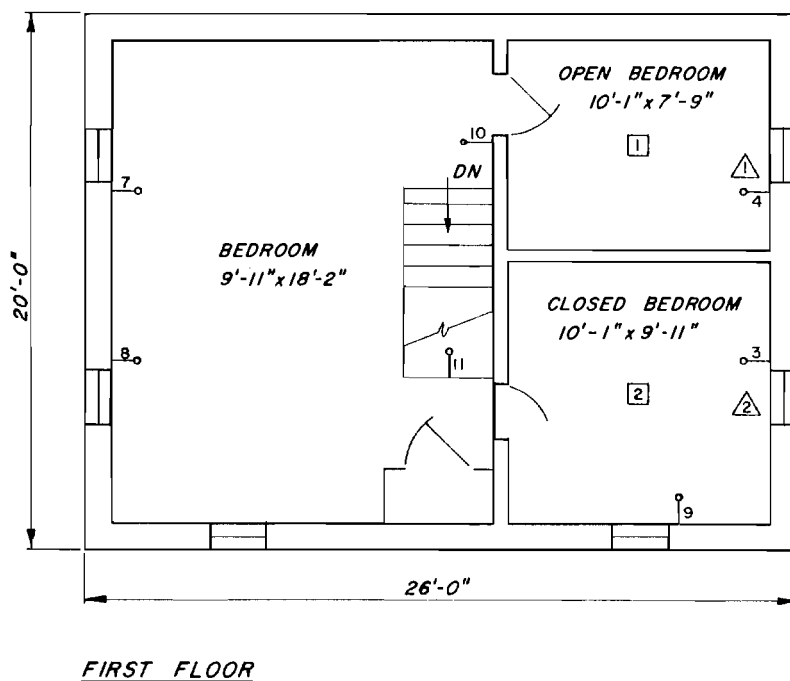 OPEN BEDROOM
10'-1" x 7'-9"
10
1
1
DN
7
4
20'-0"
BEDROOM
9'-11" x 18'-2"
CLOSED BEDROOM
10'-1" x 9'-11"
8
11
3
2
2
9
26'-0"
FIRST FLOOR